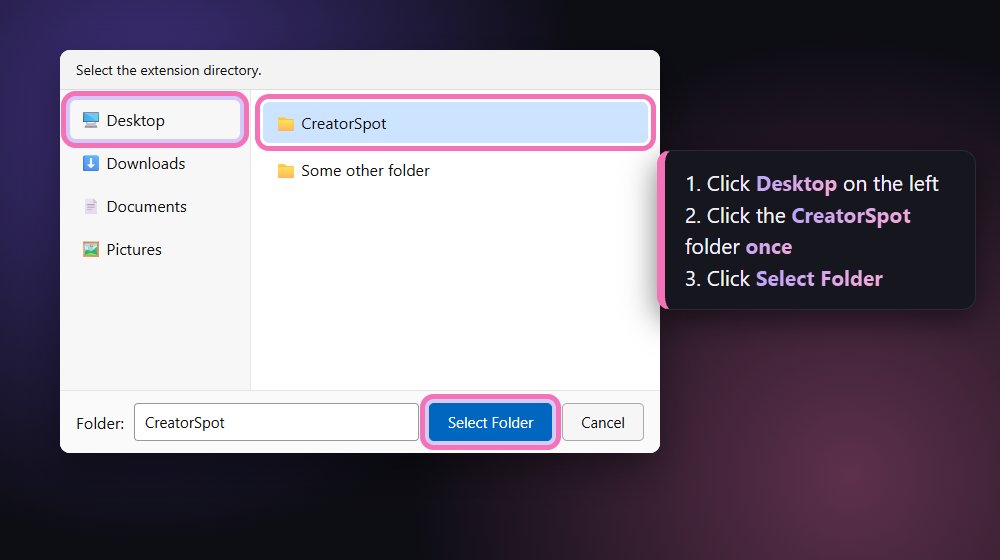 Select the extension directory.
Desktop
Downloads
Documents
Pictures
CreatorSpot
Some other folder
1. Click Desktop on the left
2. Click the CreatorSpot
folder once
3. Click Select Folder
Folder: CreatorSpot Select Folder Cancel